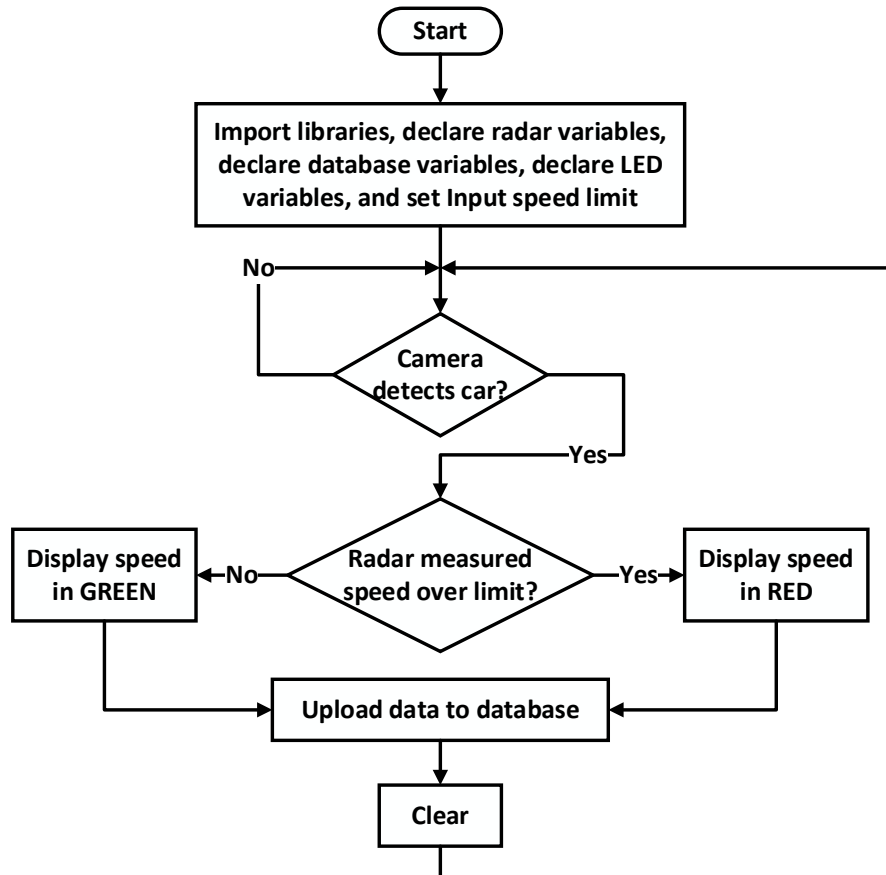 Start
Import libraries, declare radar variables,
declare database variables, declare LED
variables, and set Input speed limit
No
Camera
detects car?
Yes
Display speed
in GREEN
No
Radar measured
speed over limit?
Yes
Display speed
in RED
Upload data to database
Clear